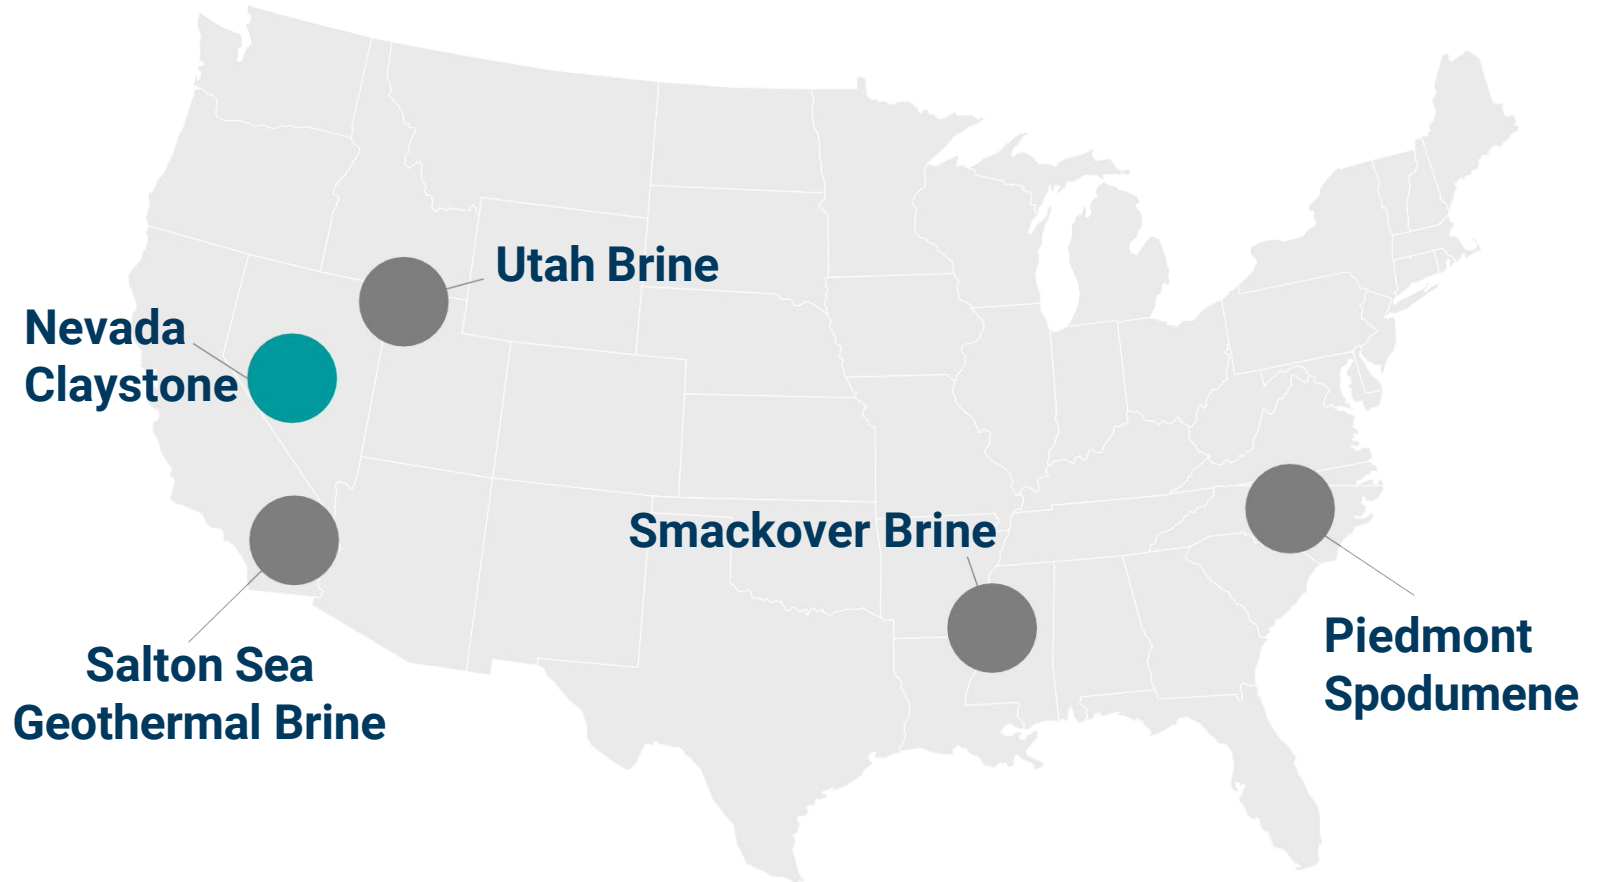 Utah Brine
Nevada
Claystone
Smackover Brine
Salton Sea
Geothermal Brine
Piedmont
Spodumene